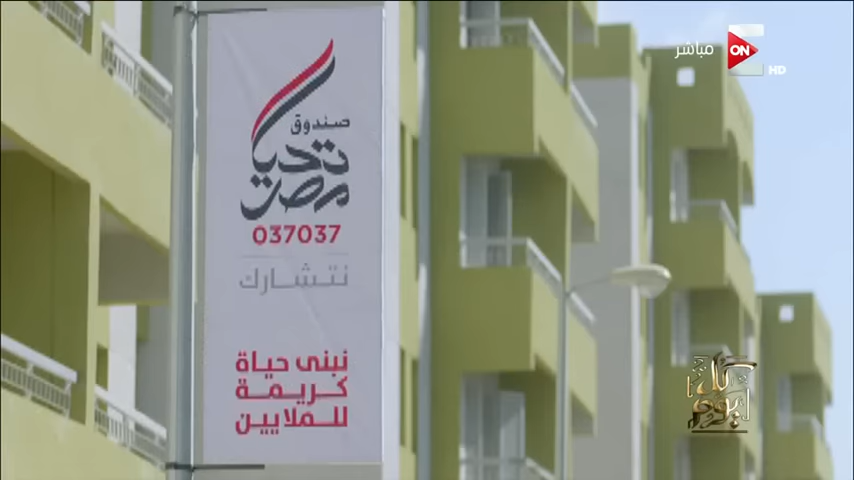 مباشر
ON
E
HD
صندوق
تحيا
مصر
037037
نتشارك
نبنى حياة
كريمة
للملايين
كل يوم